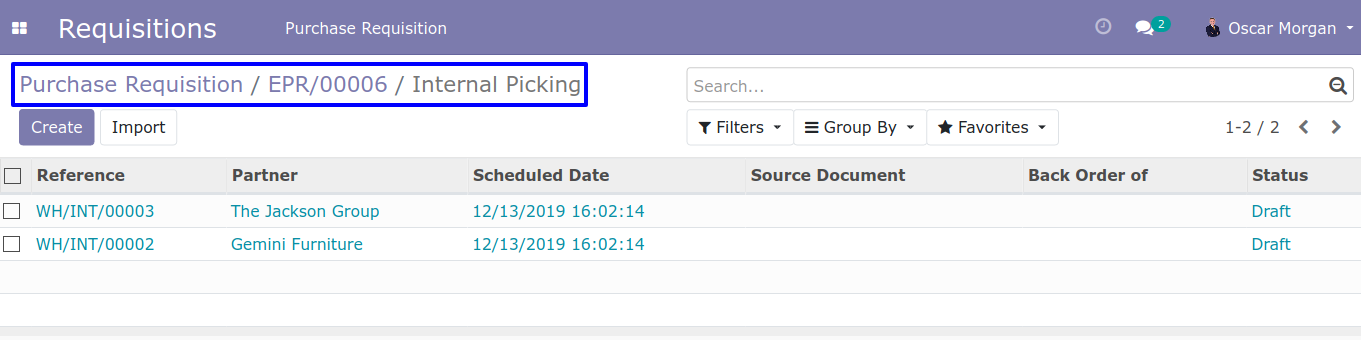 Requisitions Purchase Requisition 2 Oscar Morgan
Purchase Requisition / EPR/00006 / Internal Picking
Search...
Create Import Filters Group By Favorites 1-2 / 2
Reference Partner Scheduled Date Source Document Back Order of Status
WH/INT/00003 The Jackson Group 12/13/2019 16:02:14 Draft
WH/INT/00002 Gemini Furniture 12/13/2019 16:02:14 Draft